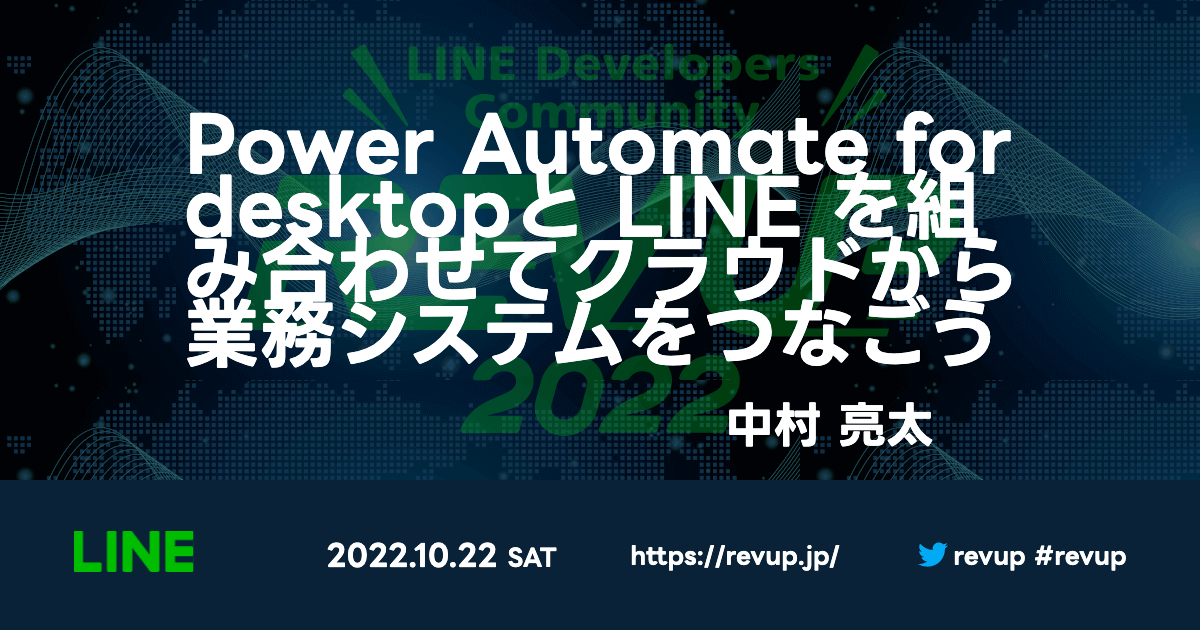 LINE Developers
Community
REV UP
2022
Power Automate for
desktopと LINE を組
み合わせてクラウドから
業務システムをつなごう
中村 亮太
LINE
2022.10.22 SAT
https://revup.jp/
revup #revup